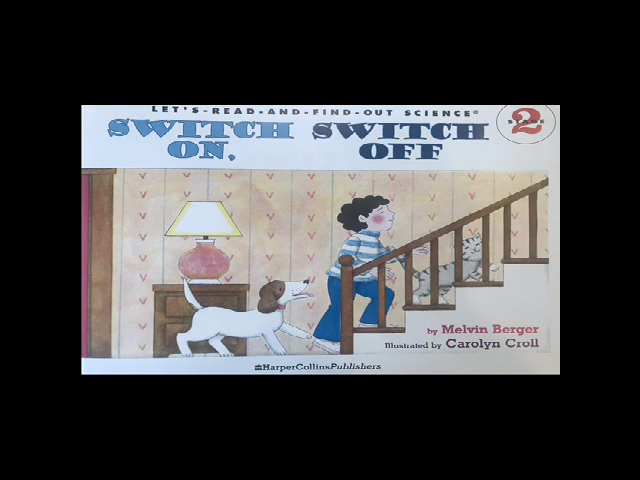 LET'S-READ-AND-FIND-OUT SCIENCE®
STAGE
2
SWITCH ON,
SWITCH OFF
by Melvin Berger
Illustrated by Carolyn Croll
HarperCollinsPublishers